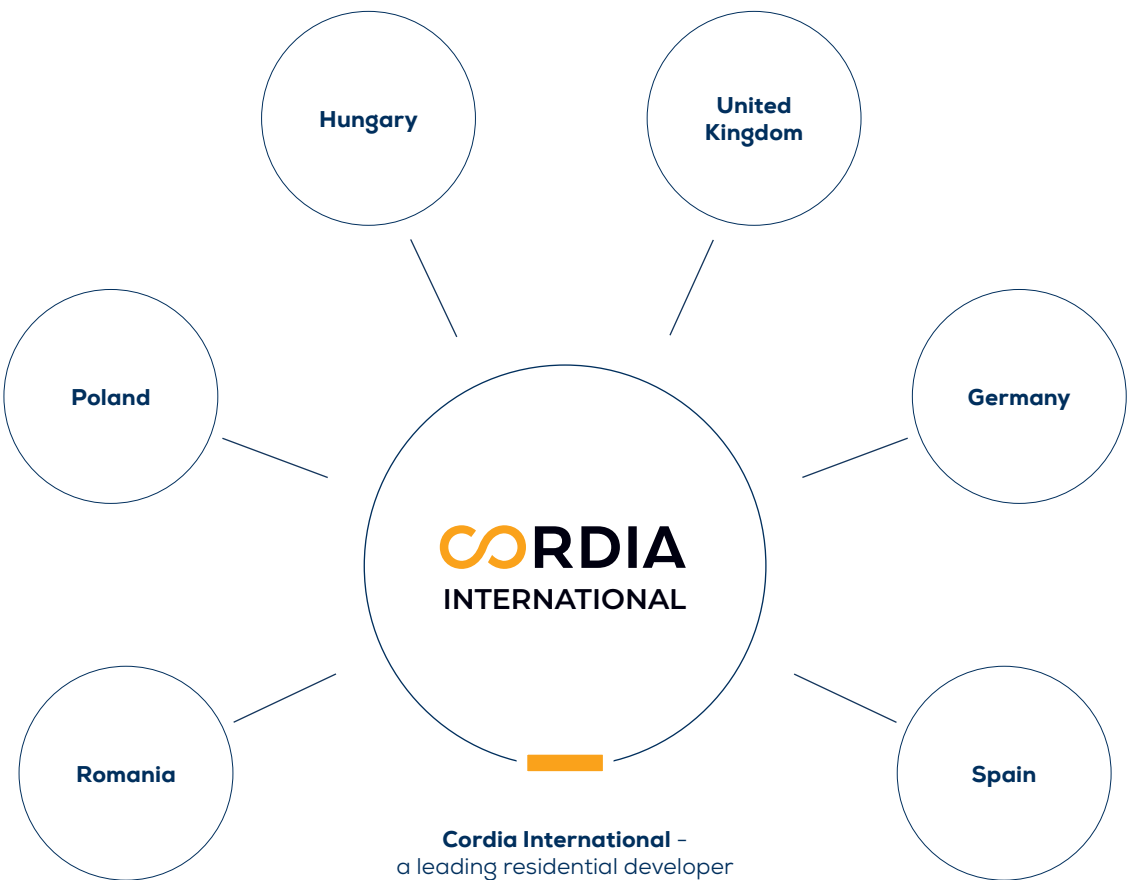 Hungary
United
Kingdom
Poland
Germany
CORDIA
INTERNATIONAL
Romania
Spain
Cordia International -
a leading residential developer